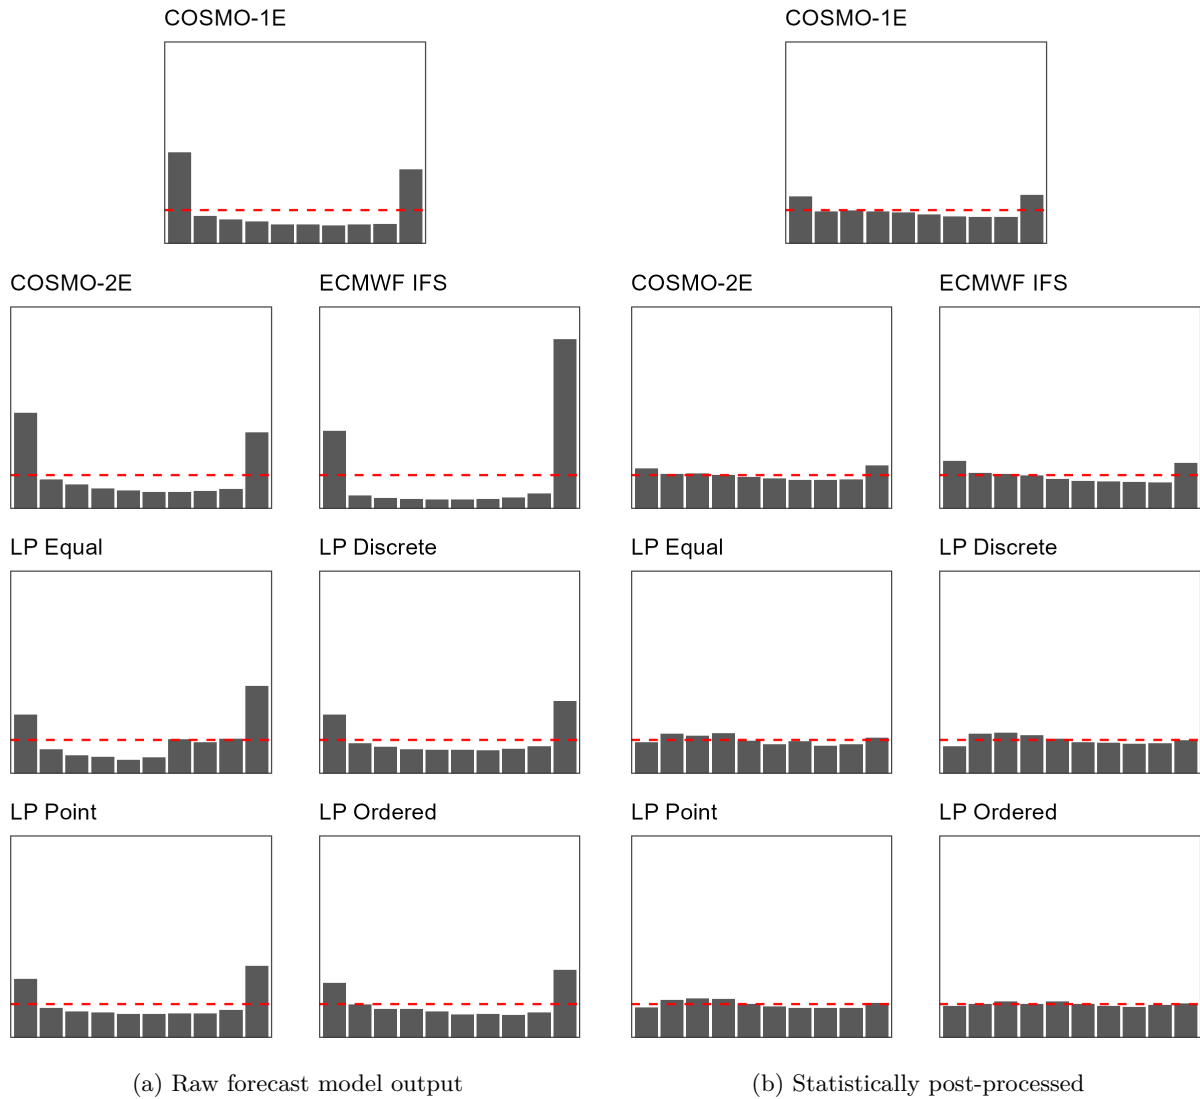 COSMO-1E
COSMO-1E
COSMO-2E
ECMWF IFS
COSMO-2E
ECMWF IFS
LP Equal
LP Discrete
LP Equal
LP Discrete
LP Point
LP Ordered
LP Point
LP Ordered
(a) Raw forecast model output
(b) Statistically post-processed